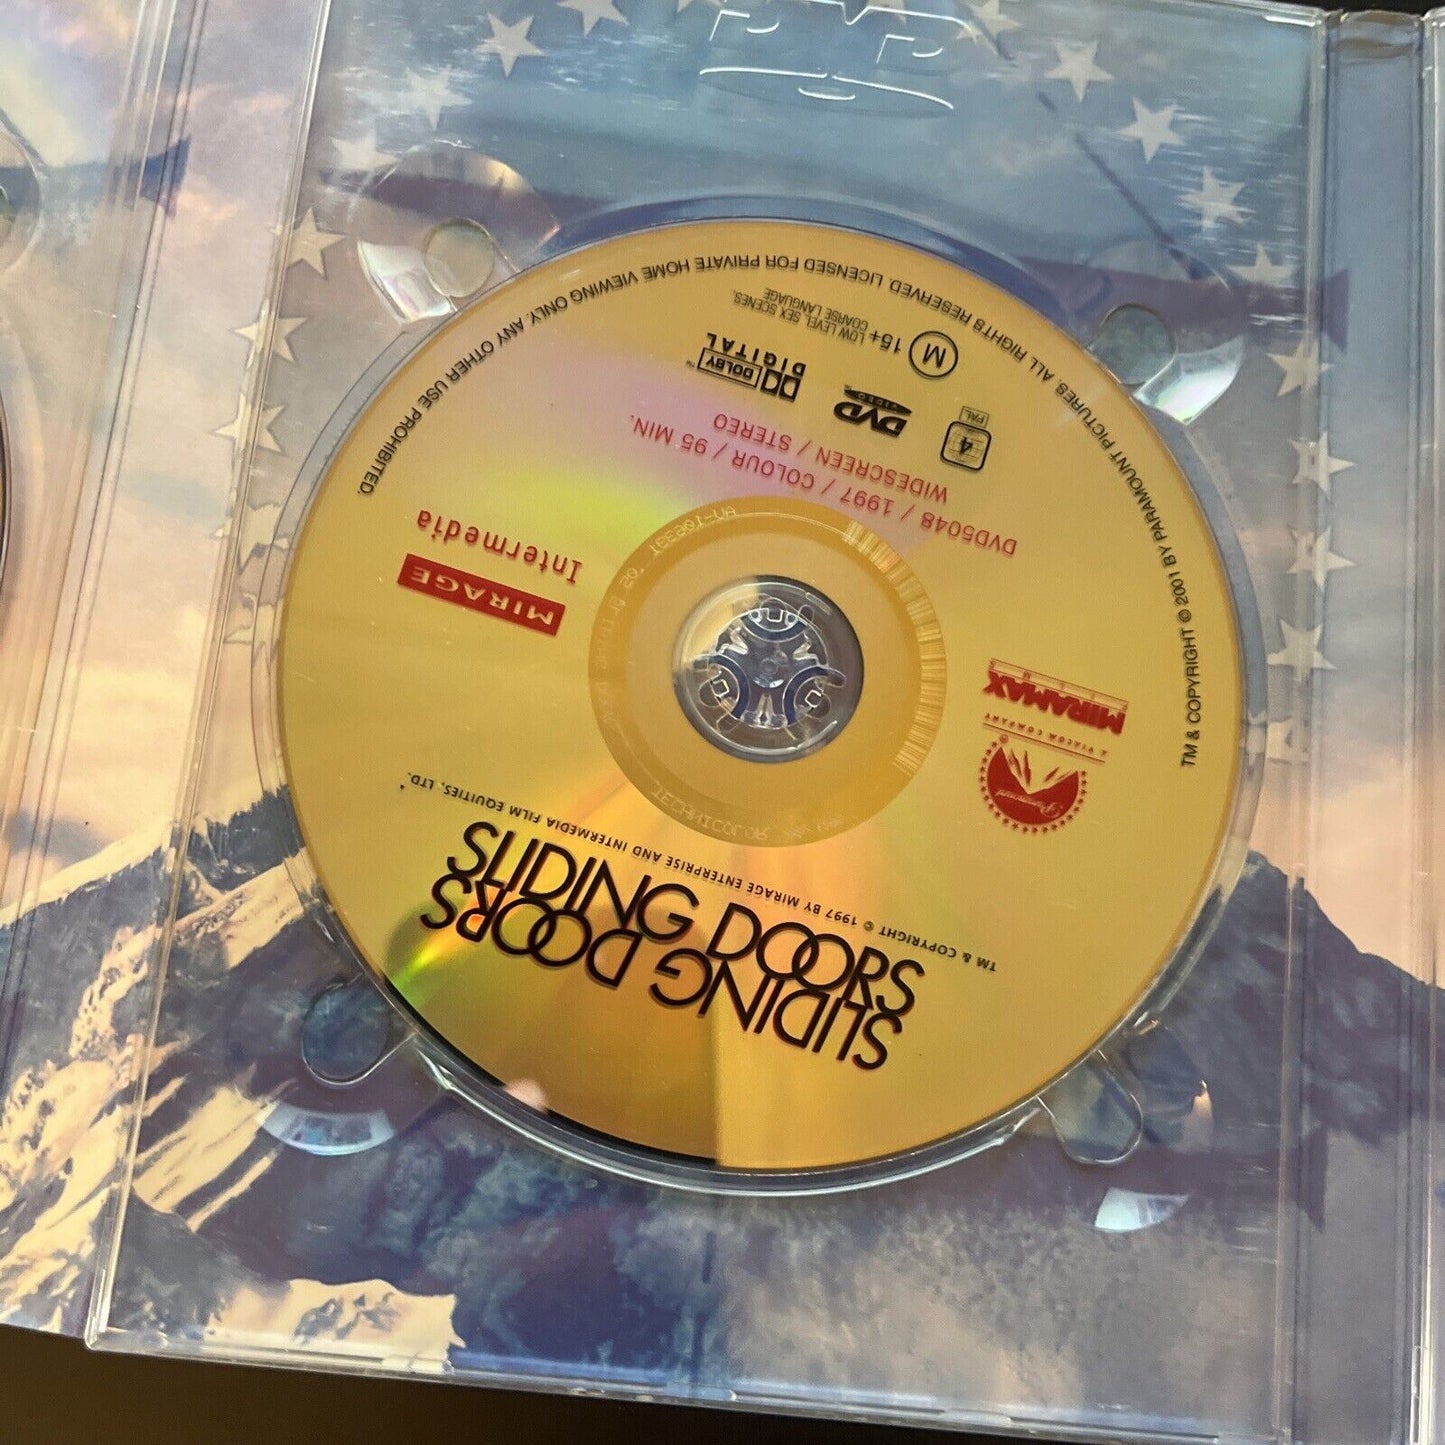 SLIDING DOORS
SLIDING DOORS
TM & COPYRIGHT © 1997 BY MIRAGE ENTERPRISE AND INTERMEDIA FILM EQUITIES, LTD.
Paramount
A VIACOM COMPANY
MIRAMAX
FILMS
MIRAGE
Intermedia
DVD5048 / 1997 / COLOUR / 95 MIN.
WIDESCREEN / STEREO
4
PAL
DVD
VIDEO
DOLBY
DIGITAL
M 15+
LOW LEVEL SEX SCENES,
COARSE LANGUAGE
TM & COPYRIGHT © 2001 BY PARAMOUNT PICTURES. ALL RIGHTS RESERVED. LICENSED FOR PRIVATE HOME VIEWING ONLY. ANY OTHER USE PROHIBITED.
TECHNICOLOR
DVD